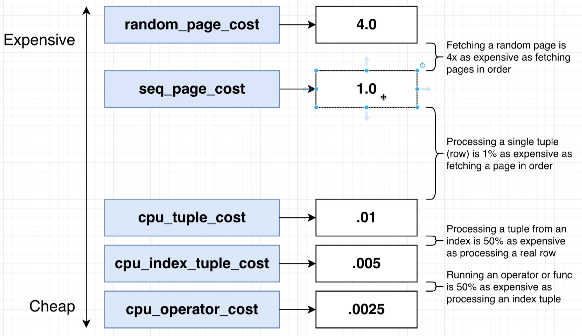 Expensive
random_page_cost
4.0
Fetching a random page is
4x as expensive as fetching
pages in order
seq_page_cost
1.0
Processing a single tuple
(row) is 1% as expensive as
fetching a page in order
cpu_tuple_cost
.01
Processing a tuple from an
index is 50% as expensive
as processing a real row
cpu_index_tuple_cost
.005
Running an operator or func
is 50% as expensive as
processing an index tuple
Cheap
cpu_operator_cost
.0025